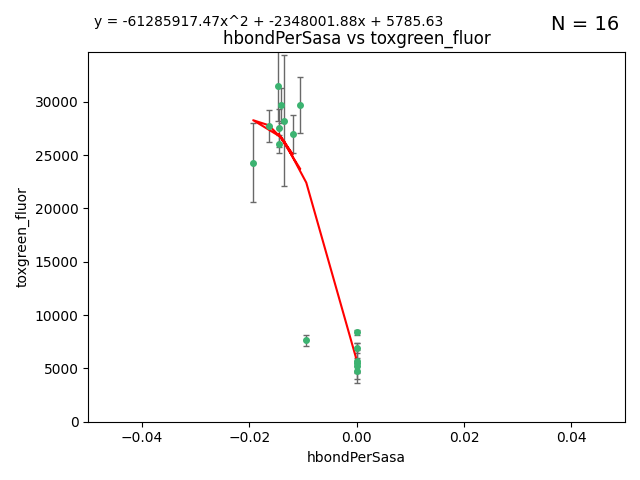 y = -61285917.47x^2 + -2348001.88x + 5785.63
N = 16
hbondPerSasa vs toxgreen_fluor
toxgreen_fluor
30000
25000
20000
15000
10000
5000
0
−0.04
−0.02
0.00
0.02
0.04
hbondPerSasa